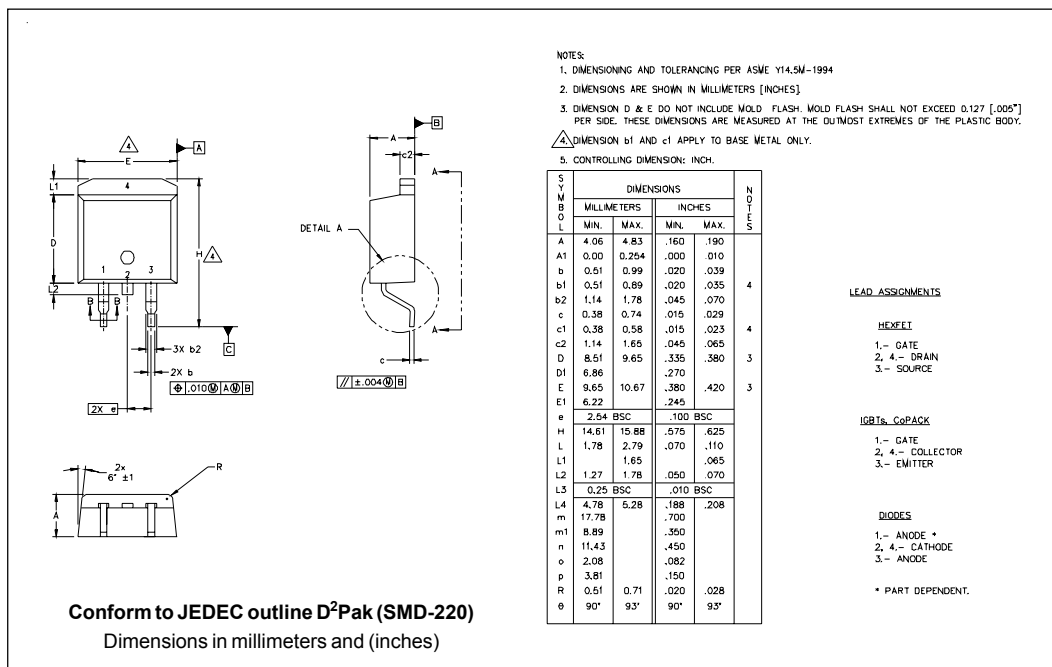 NOTES:
1. DIMENSIONING AND TOLERANCING PER ASME Y14.5M-1994
2. DIMENSIONS ARE SHOWN IN MILLIMETERS [INCHES].
3. DIMENSION D & E DO NOT INCLUDE MOLD FLASH. MOLD FLASH SHALL NOT EXCEED 0.127 [.005"]
PER SIDE. THESE DIMENSIONS ARE MEASURED AT THE OUTMOST EXTREMES OF THE PLASTIC BODY.
4. DIMENSION b1 AND c1 APPLY TO BASE METAL ONLY.
5. CONTROLLING DIMENSION: INCH.
4
E
A
L1
4
D
H 4
1 2 3
L2
B B
C
3X b2
2X b
⌖ .010 Ⓜ A Ⓜ B
2X e
A
B
c2
A
DETAIL A
A
c
// ±.004 Ⓜ B
2x
6° ±1
R
A
SYMBOL DIMENSIONS NOTES
MILLIMETERS INCHES
MIN. MAX. MIN. MAX.
A 4.06 4.83 .160 .190
A1 0.00 0.254 .000 .010
b 0.51 0.99 .020 .039
b1 0.51 0.89 .020 .035 4
b2 1.14 1.78 .045 .070
c 0.38 0.74 .015 .029
c1 0.38 0.58 .015 .023 4
c2 1.14 1.65 .045 .065
D 8.51 9.65 .335 .380 3
D1 6.86 .270
E 9.65 10.67 .380 .420 3
E1 6.22 .245
e 2.54 BSC .100 BSC
H 14.61 15.88 .575 .625
L 1.78 2.79 .070 .110
L1 1.65 .065
L2 1.27 1.78 .050 .070
L3 0.25 BSC .010 BSC
L4 4.78 5.28 .188 .208
m 17.78 .700
m1 8.89 .350
n 11.43 .450
o 2.08 .082
p 3.81 .150
R 0.51 0.71 .020 .028
θ 90° 93° 90° 93°
LEAD ASSIGNMENTS
HEXFET
1.- GATE
2, 4.- DRAIN
3.- SOURCE
IGBTs, CoPACK
1.- GATE
2, 4.- COLLECTOR
3.- EMITTER
DIODES
1.- ANODE *
2, 4.- CATHODE
3.- ANODE
* PART DEPENDENT.
Conform to JEDEC outline D²Pak (SMD-220)
Dimensions in millimeters and (inches)